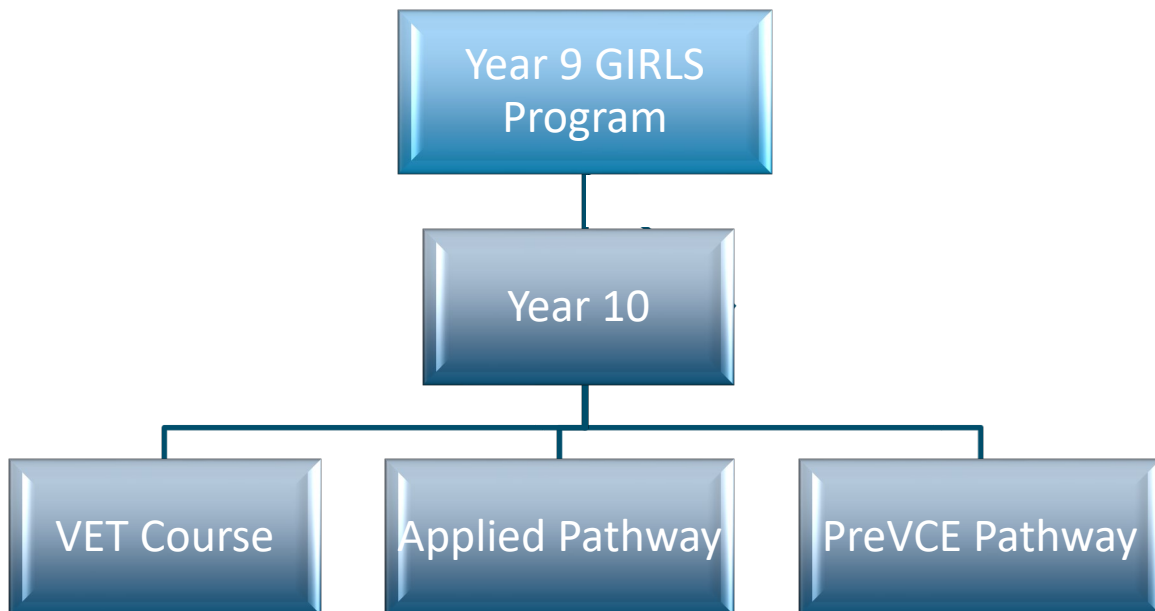 Year 9 GIRLS
Program
Year 10
VET Course
Applied Pathway
PreVCE Pathway